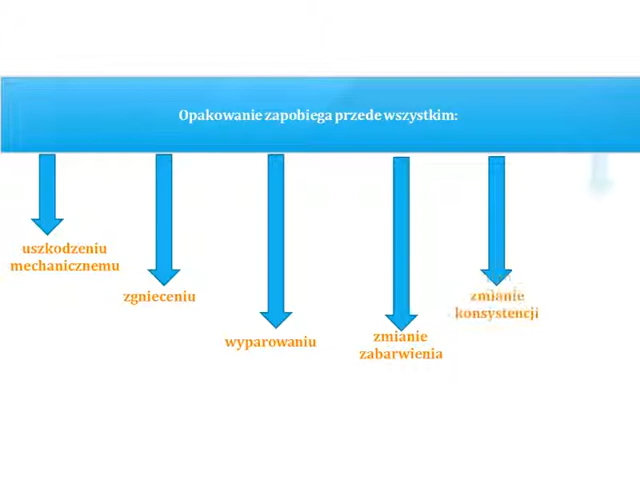 Opakowanie zapobiega przede wszystkim:
uszkodzeniu
mechanicznemu
zgnieceniu
wyparowaniu
zmianie
zabarwienia
zmianie
konsystencji